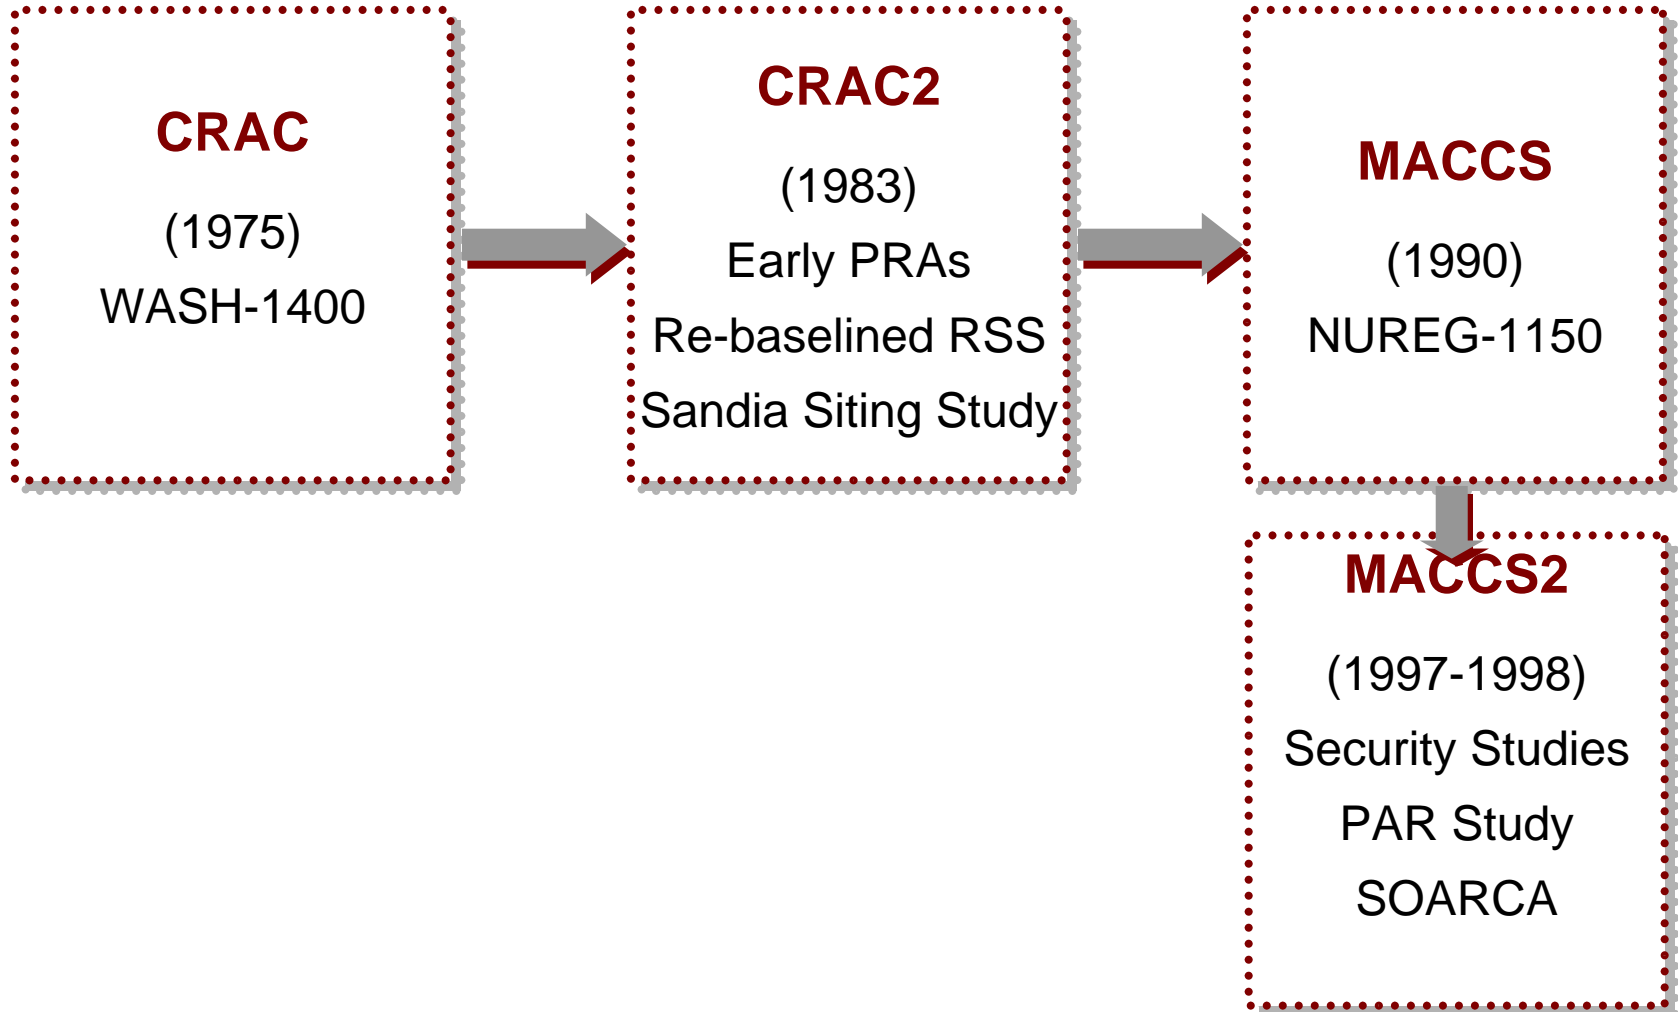 CRAC
(1975)
WASH-1400
CRAC2
(1983)
Early PRAs
Re-baselined RSS
Sandia Siting Study
MACCS
(1990)
NUREG-1150
MACCS2
(1997-1998)
Security Studies
PAR Study
SOARCA